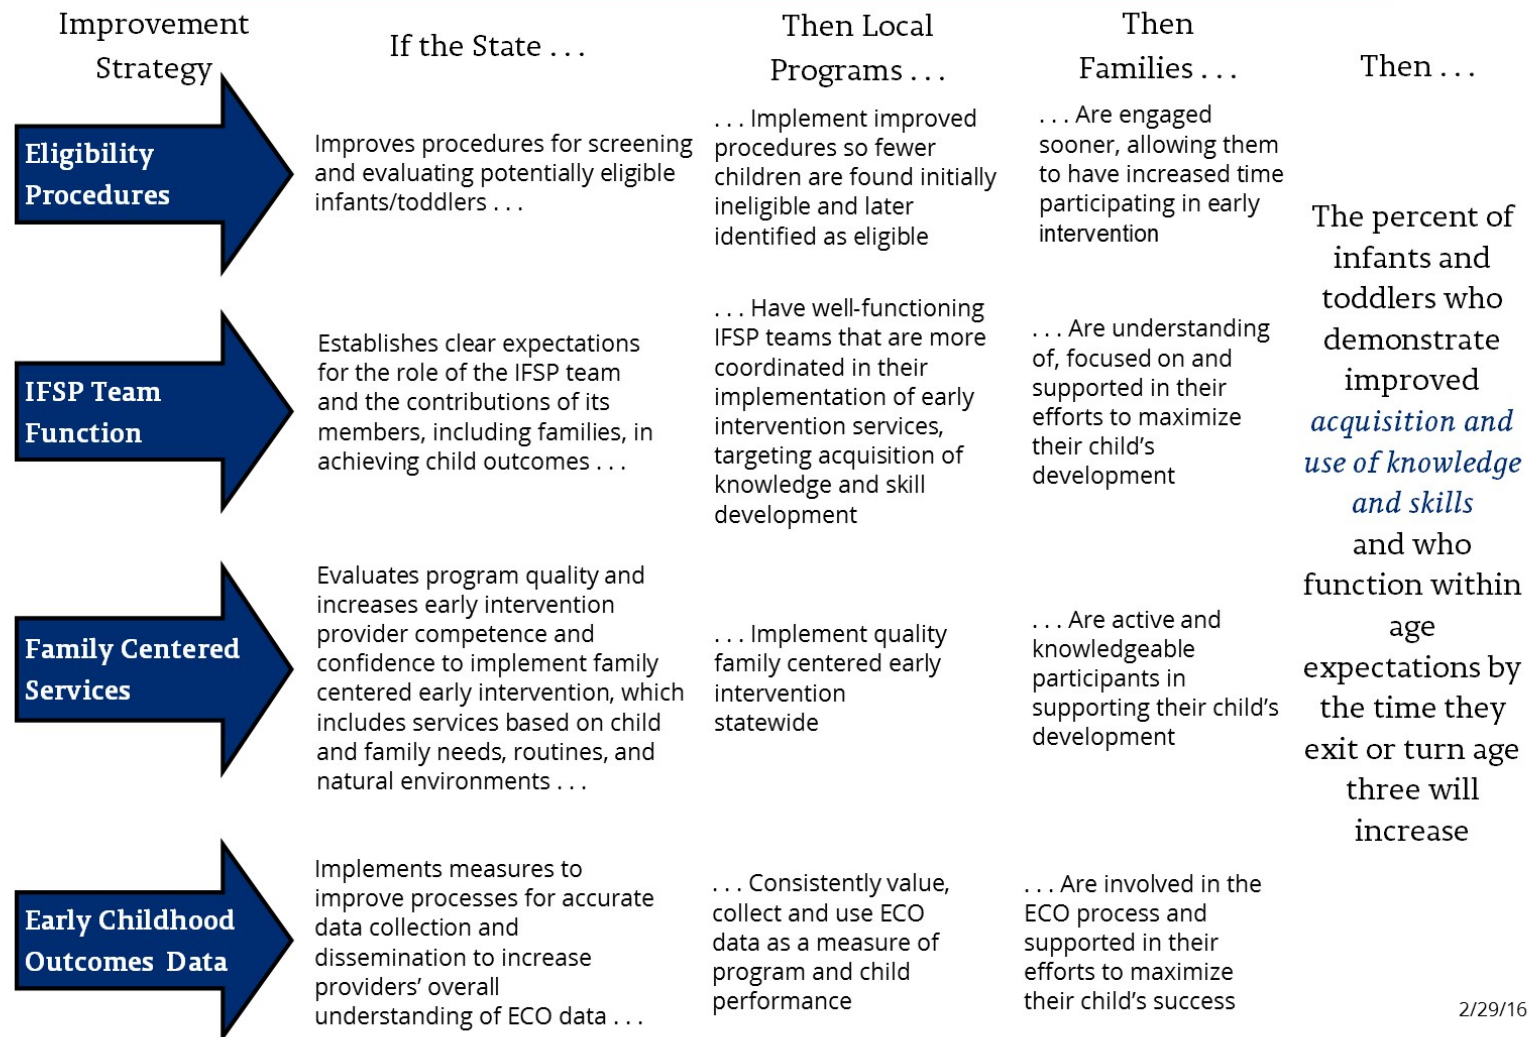 Improvement
Strategy
If the State . . .
Then Local
Programs . . .
Then
Families . . .
Then . . .
Eligibility
Procedures
Improves procedures for screening
and evaluating potentially eligible
infants/toddlers . . .
. . . Implement improved
procedures so fewer
children are found initially
ineligible and later
identified as eligible
. . . Are engaged
sooner, allowing them
to have increased time
participating in early
intervention
IFSP Team
Function
Establishes clear expectations
for the role of the IFSP team
and the contributions of its
members, including families, in
achieving child outcomes . . .
. . . Have well-functioning
IFSP teams that are more
coordinated in their
implementation of early
intervention services,
targeting acquisition of
knowledge and skill
development
. . . Are understanding
of, focused on and
supported in their
efforts to maximize
their child’s
development
Family Centered
Services
Evaluates program quality and
increases early intervention
provider competence and
confidence to implement family
centered early intervention, which
includes services based on child
and family needs, routines, and
natural environments . . .
. . . Implement quality
family centered early
intervention
statewide
. . . Are active and
knowledgeable
participants in
supporting their child’s
development
Early Childhood
Outcomes Data
Implements measures to
improve processes for accurate
data collection and
dissemination to increase
providers’ overall
understanding of ECO data . . .
. . . Consistently value,
collect and use ECO
data as a measure of
program and child
performance
. . . Are involved in the
ECO process and
supported in their
efforts to maximize
their child’s success
The percent of
infants and
toddlers who
demonstrate
improved
acquisition and
use of knowledge
and skills
and who
function within
age
expectations by
the time they
exit or turn age
three will
increase
2/29/16